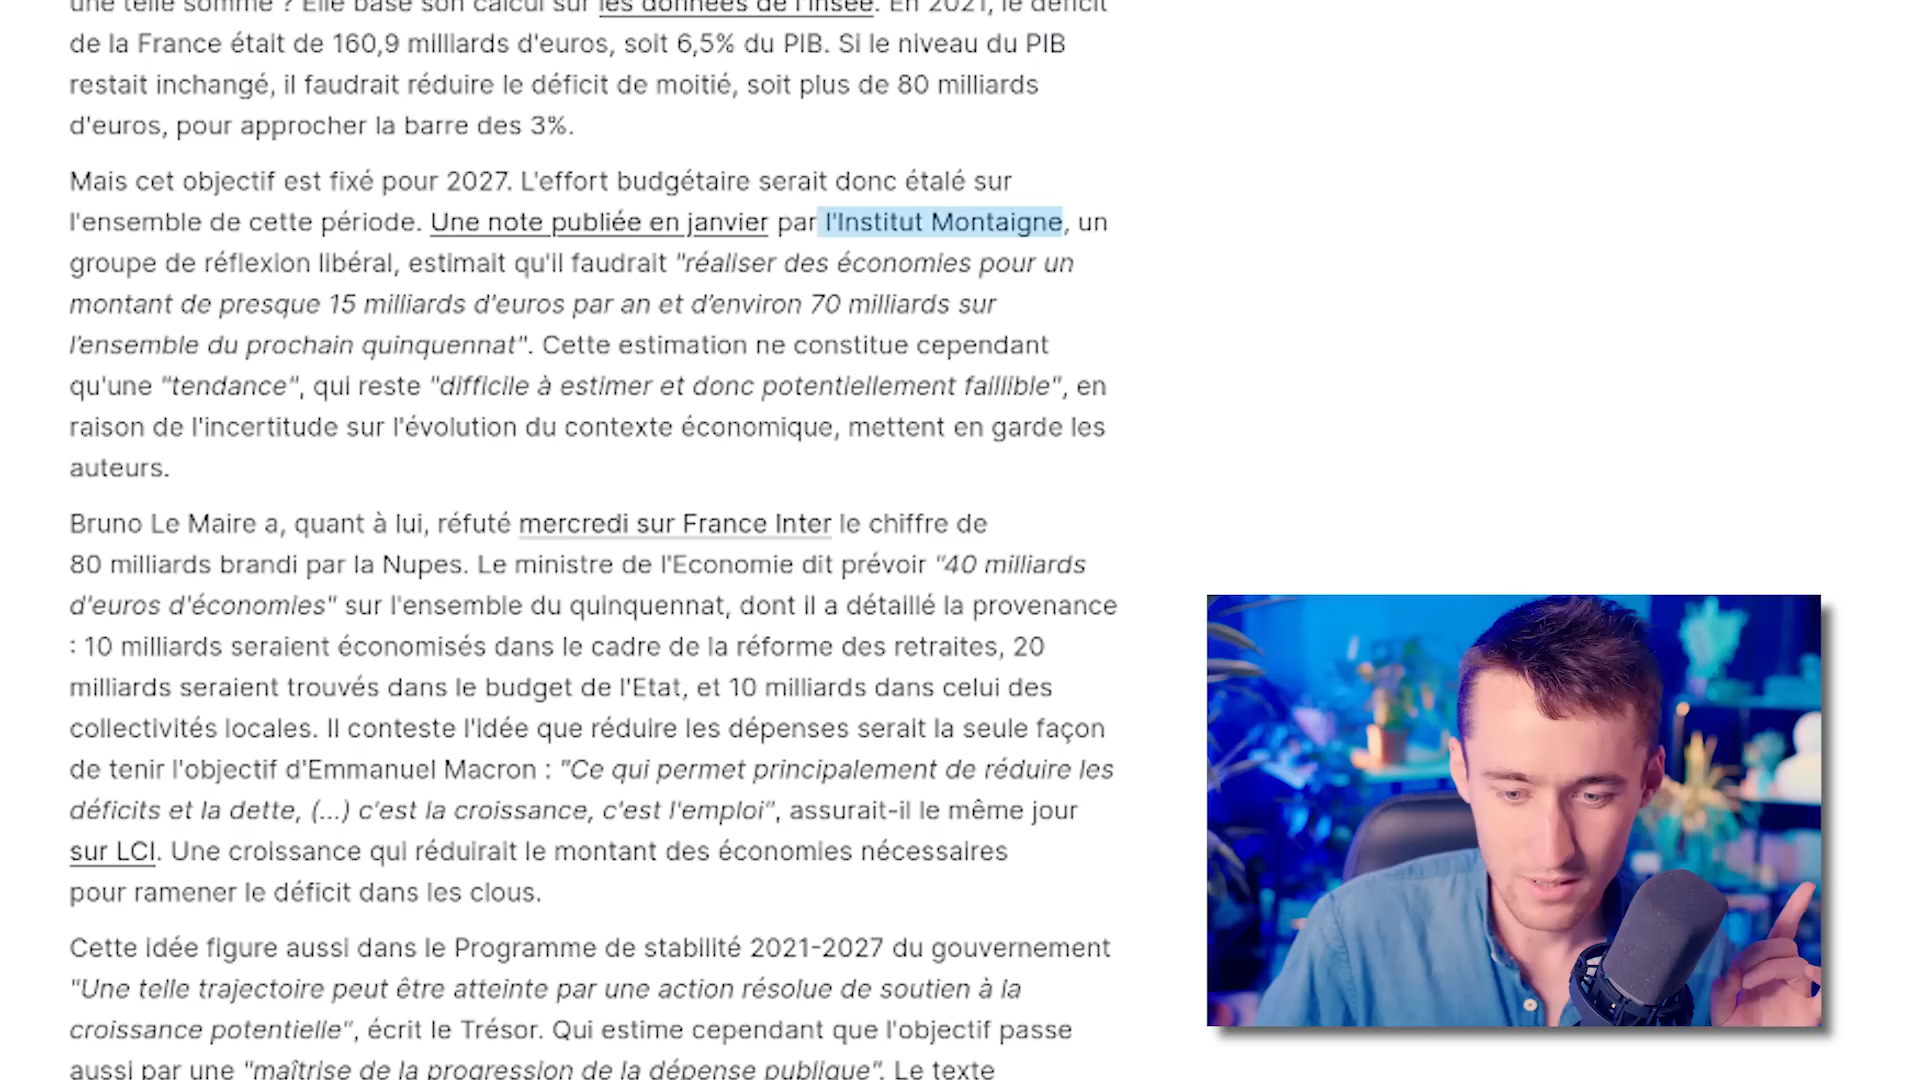 une telle somme ? Elle base son calcul sur les données de l'Insee. En 2021, le déficit
de la France était de 160,9 milliards d'euros, soit 6,5% du PIB. Si le niveau du PIB
restait inchangé, il faudrait réduire le déficit de moitié, soit plus de 80 milliards
d'euros, pour approcher la barre des 3%.
Mais cet objectif est fixé pour 2027. L'effort budgétaire serait donc étalé sur
l'ensemble de cette période. Une note publiée en janvier par l'Institut Montaigne, un
groupe de réflexion libéral, estimait qu'il faudrait "réaliser des économies pour un
montant de presque 15 milliards d'euros par an et d'environ 70 milliards sur
l'ensemble du prochain quinquennat". Cette estimation ne constitue cependant
qu'une "tendance", qui reste "difficile à estimer et donc potentiellement faillible", en
raison de l'incertitude sur l'évolution du contexte économique, mettent en garde les
auteurs.
Bruno Le Maire a, quant à lui, réfuté mercredi sur France Inter le chiffre de
80 milliards brandi par la Nupes. Le ministre de l'Economie dit prévoir "40 milliards
d'euros d'économies" sur l'ensemble du quinquennat, dont il a détaillé la provenance
: 10 milliards seraient économisés dans le cadre de la réforme des retraites, 20
milliards seraient trouvés dans le budget de l'Etat, et 10 milliards dans celui des
collectivités locales. Il conteste l'idée que réduire les dépenses serait la seule façon
de tenir l'objectif d'Emmanuel Macron : "Ce qui permet principalement de réduire les
déficits et la dette, (...) c'est la croissance, c'est l'emploi", assurait-il le même jour
sur LCI. Une croissance qui réduirait le montant des économies nécessaires
pour ramener le déficit dans les clous.
Cette idée figure aussi dans le Programme de stabilité 2021-2027 du gouvernement
"Une telle trajectoire peut être atteinte par une action résolue de soutien à la
croissance potentielle", écrit le Trésor. Qui estime cependant que l'objectif passe
aussi par une "maîtrise de la progression de la dépense publique". Le texte